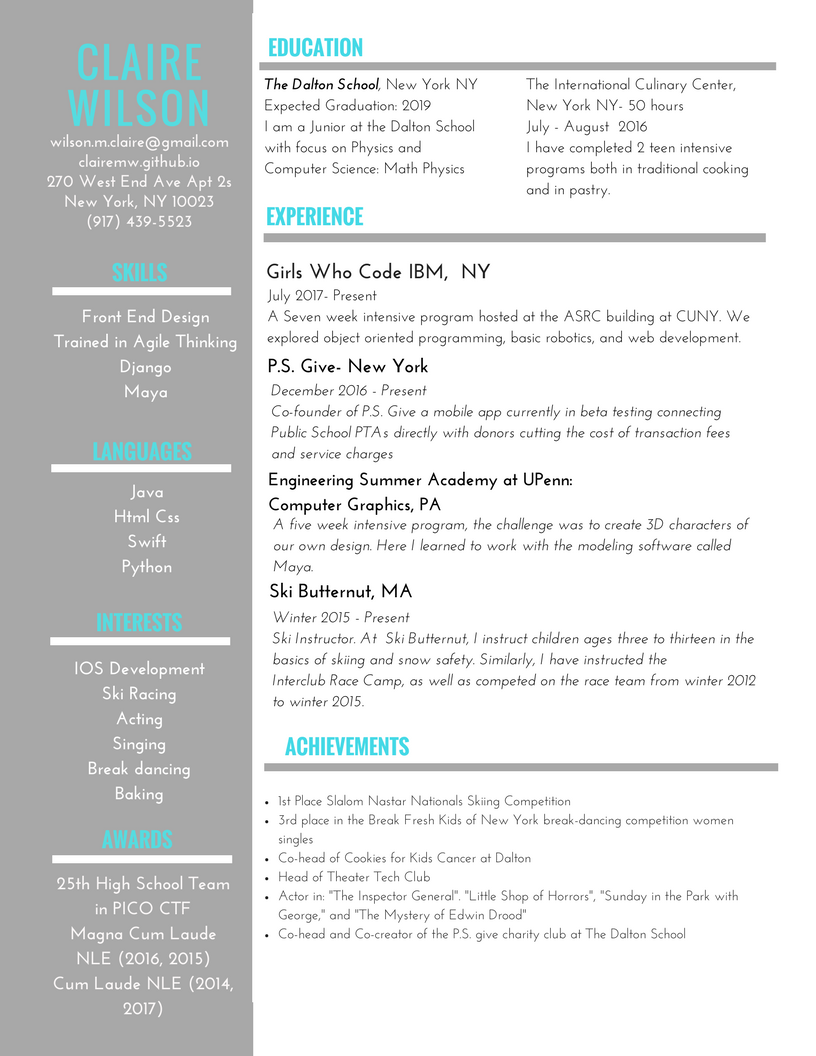 CLAIRE
WILSON
wilson.m.claire@gmail.com
clairemw.github.io
270 West End Ave Apt 2s
New York, NY 10023
(917) 439-5523
SKILLS
Front End Design
Trained in Agile Thinking
Django
Maya
LANGUAGES
Java
Html Css
Swift
Python
INTERESTS
IOS Development
Ski Racing
Acting
Singing
Break dancing
Baking
AWARDS
25th High School Team
in PICO CTF
Magna Cum Laude
NLE (2016, 2015)
Cum Laude NLE (2014,
2017)
EDUCATION
The Dalton School, New York NY
Expected Graduation: 2019
I am a Junior at the Dalton School
with focus on Physics and
Computer Science: Math Physics
The International Culinary Center,
New York NY- 50 hours
July - August  2016
I have completed 2 teen intensive
programs both in traditional cooking
and in pastry.
EXPERIENCE
Girls Who Code IBM,  NY
July 2017- Present
A Seven week intensive program hosted at the ASRC building at CUNY. We
explored object oriented programming, basic robotics, and web development.
P.S. Give- New York
December 2016 - Present
Co-founder of P.S. Give a mobile app currently in beta testing connecting
Public School PTAs directly with donors cutting the cost of transaction fees
and service charges
Engineering Summer Academy at UPenn:
Computer Graphics, PA
A five week intensive program, the challenge was to create 3D characters of
our own design. Here I learned to work with the modeling software called
Maya.
Ski Butternut, MA
Winter 2015 - Present
Ski Instructor. At  Ski Butternut, I instruct children ages three to thirteen in the
basics of skiing and snow safety. Similarly, I have instructed the
Interclub Race Camp, as well as competed on the race team from winter 2012
to winter 2015.
ACHIEVEMENTS
• 1st Place Slalom Nastar Nationals Skiing Competition
• 3rd place in the Break Fresh Kids of New York break-dancing competition women
singles
• Co-head of Cookies for Kids Cancer at Dalton
• Head of Theater Tech Club
• Actor in: "The Inspector General". "Little Shop of Horrors", "Sunday in the Park with
George," and "The Mystery of Edwin Drood"
• Co-head and Co-creator of the P.S. give charity club at The Dalton School